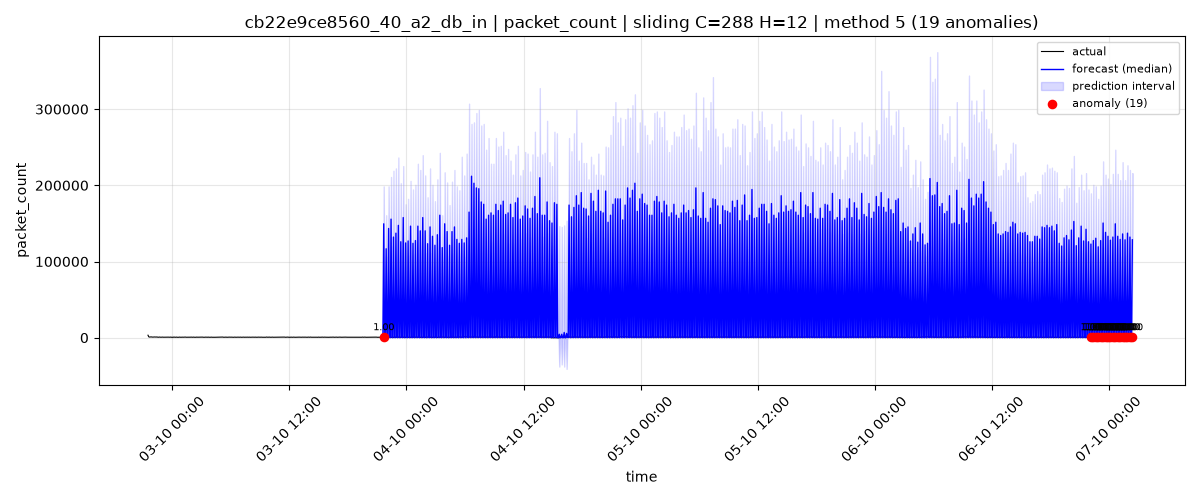 cb22e9ce8560_40_a2_db_in | packet_count | sliding C=288 H=12 | method 5 (19 anomalies)
actual
forecast (median)
prediction interval
anomaly (19)
packet_count
300000
200000
100000
0
1.00
03-10 00:00
03-10 12:00
04-10 00:00
04-10 12:00
05-10 00:00
05-10 12:00
06-10 00:00
06-10 12:00
07-10 00:00
time